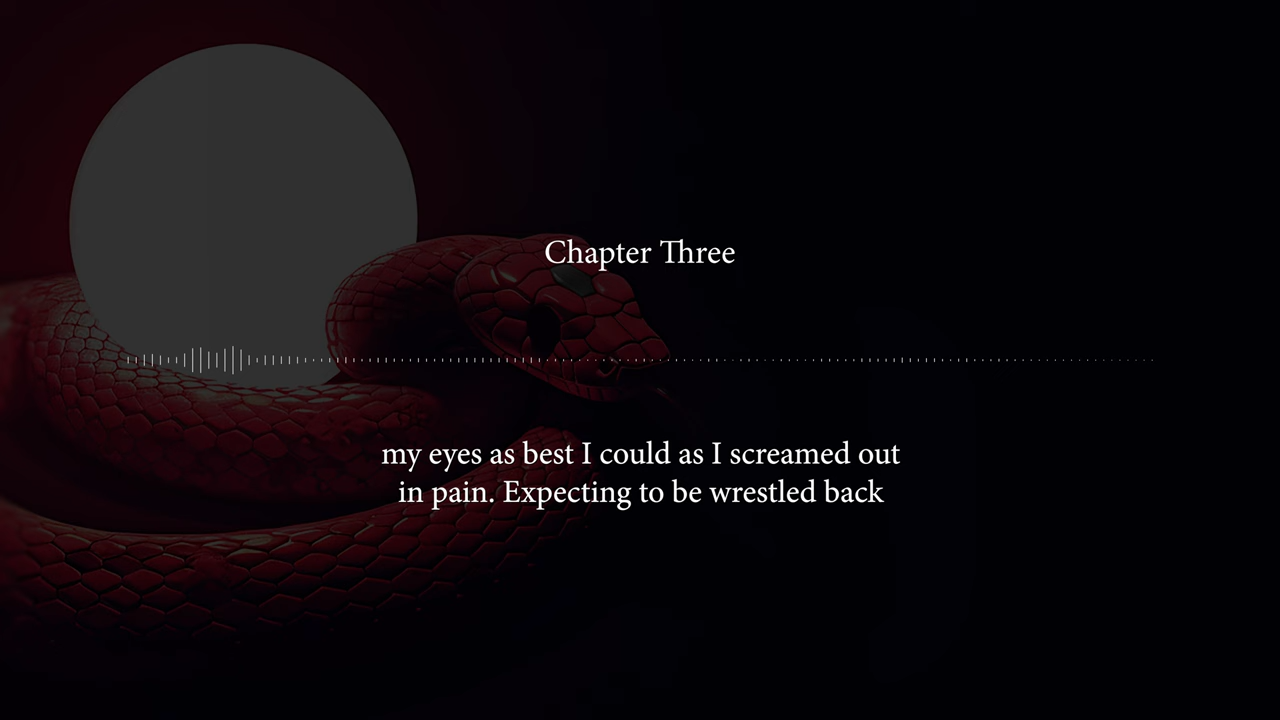 Chapter Three
my eyes as best I could as I screamed out
in pain. Expecting to be wrestled back